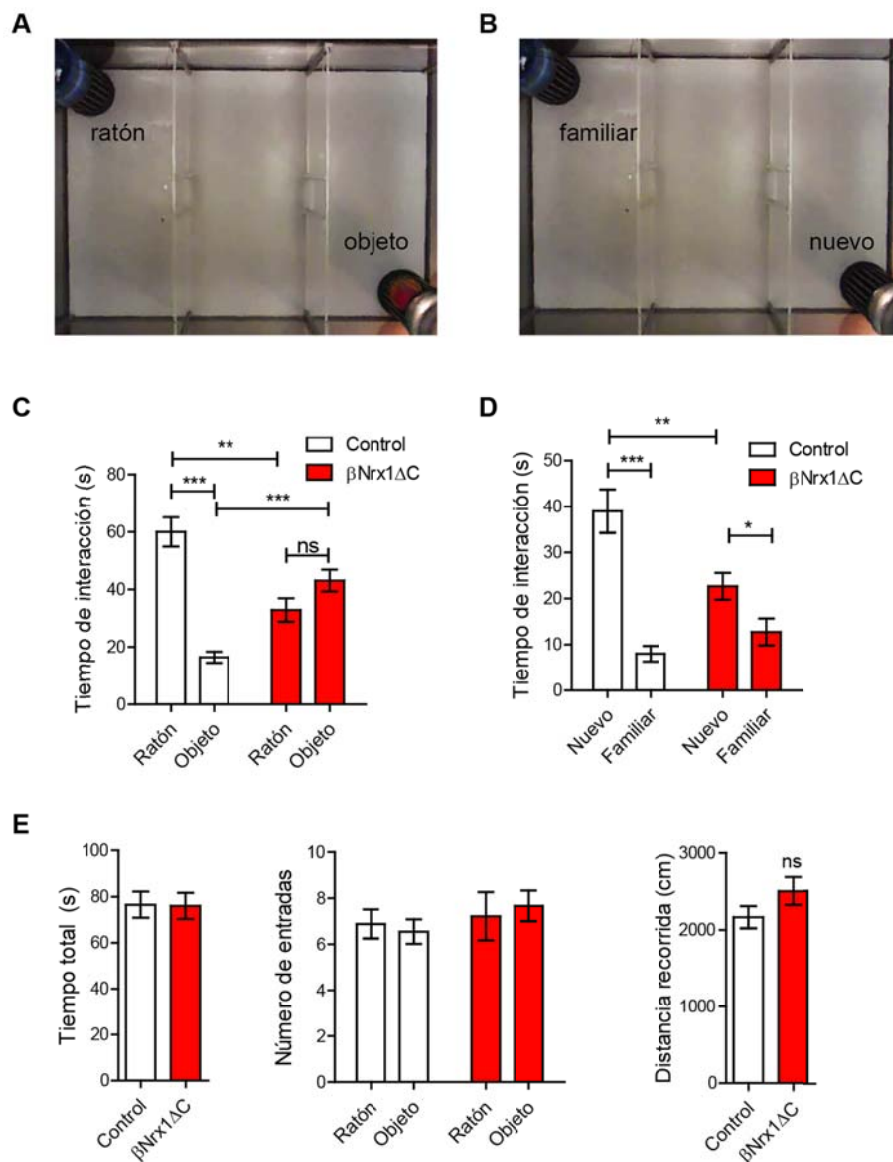 A
B
ratón
objeto
familiar
nuevo
C
Tiempo de interacción (s)
80
60
40
20
0
**
***
***
ns
Control
βNrx1ΔC
Ratón
Objeto
Ratón
Objeto
D
Tiempo de interacción (s)
50
40
30
20
10
0
**
***
*
Control
βNrx1ΔC
Nuevo
Familiar
Nuevo
Familiar
E
Tiempo total (s)
100
80
60
40
20
0
Control
βNrx1ΔC
Número de entradas
10
8
6
4
2
0
Ratón
Objeto
Ratón
Objeto
Distancia recorrida (cm)
3000
2000
1000
0
ns
Control
βNrx1ΔC